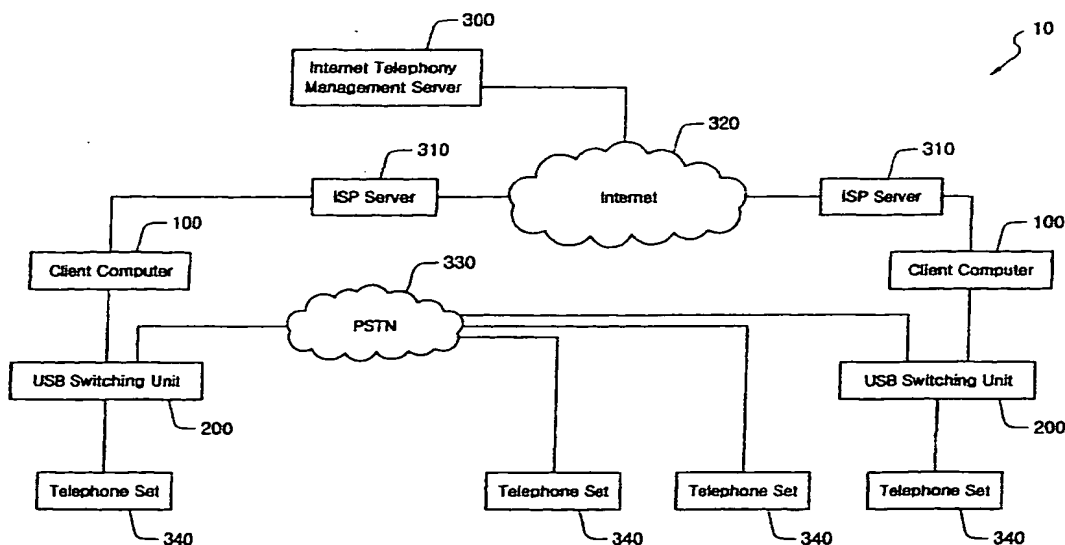 300
10
Internet Telephony
Management Server
320
310
310
ISP Server
Internet
ISP Server
100
100
Client Computer
Client Computer
330
PSTN
USB Switching Unit
USB Switching Unit
200
200
Telephone Set
Telephone Set
Telephone Set
Telephone Set
340
340
340
340